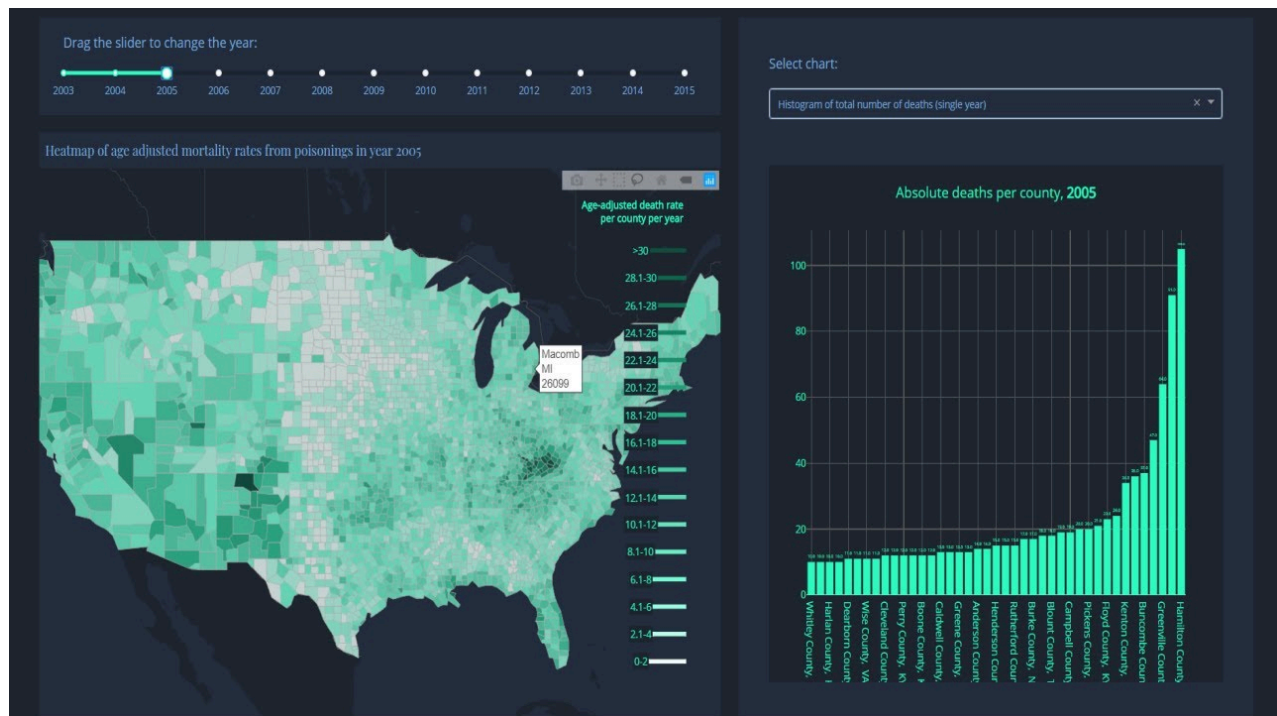 Drag the slider to change the year:
2003 2004 2005 2006 2007 2008 2009 2010 2011 2012 2013 2014 2015
Heatmap of age adjusted mortality rates from poisonings in year 2005
Age-adjusted death rate
per county per year
>30
28.1-30
26.1-28
24.1-26
22.1-24
20.1-22
18.1-20
16.1-18
14.1-16
12.1-14
10.1-12
8.1-10
6.1-8
4.1-6
2.1-4
0-2
Macomb
MI
26099
Select chart:
Histogram of total number of deaths (single year)
Absolute deaths per county, 2005
100
80
60
40
20
0
Whitley County,
Harlan County,
Dearborn County
Wise County, VA
Cleveland County
Perry County, KY
Boone County,
Caldwell County,
Greene County,
Anderson County
Henderson Cour
Rutherford Cour
Burke County, N
Blount County, T
Campbell County
Pickens County,
Floyd County, KY
Kenton County,
Buncombe Cour
Greenville Count
Hamilton County